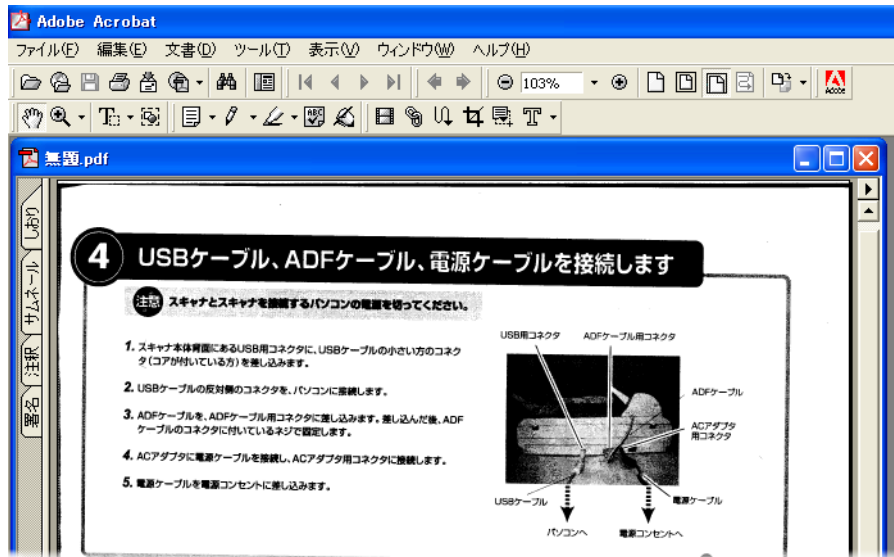 Adobe Acrobat
ファイル(F) 編集(E) 文書(D) ツール(T) 表示(V) ウィンドウ(W) ヘルプ(H)
103%
Adobe
無題.pdf
しおり
サムネール
注釈
署名
4 USBケーブル、ADFケーブル、電源ケーブルを接続します
注意 スキャナとスキャナを接続するパソコンの電源を切ってください。
1. スキャナ本体背面にあるUSB用コネクタに、USBケーブルの小さい方のコネク
タ(コアが付いている方)を差し込みます。
2. USBケーブルの反対側のコネクタを、パソコンに接続します。
3. ADFケーブルを、ADFケーブル用コネクタに差し込みます。差し込んだ後、ADF
ケーブルのコネクタに付いているネジで固定します。
4. ACアダプタに電源ケーブルを接続し、ACアダプタ用コネクタに接続します。
5. 電源ケーブルを電源コンセントに差し込みます。
USB用コネクタ
ADFケーブル用コネクタ
ADFケーブル
ACアダプタ
用コネクタ
USBケーブル
電源ケーブル
パソコンへ
電源コンセントへ